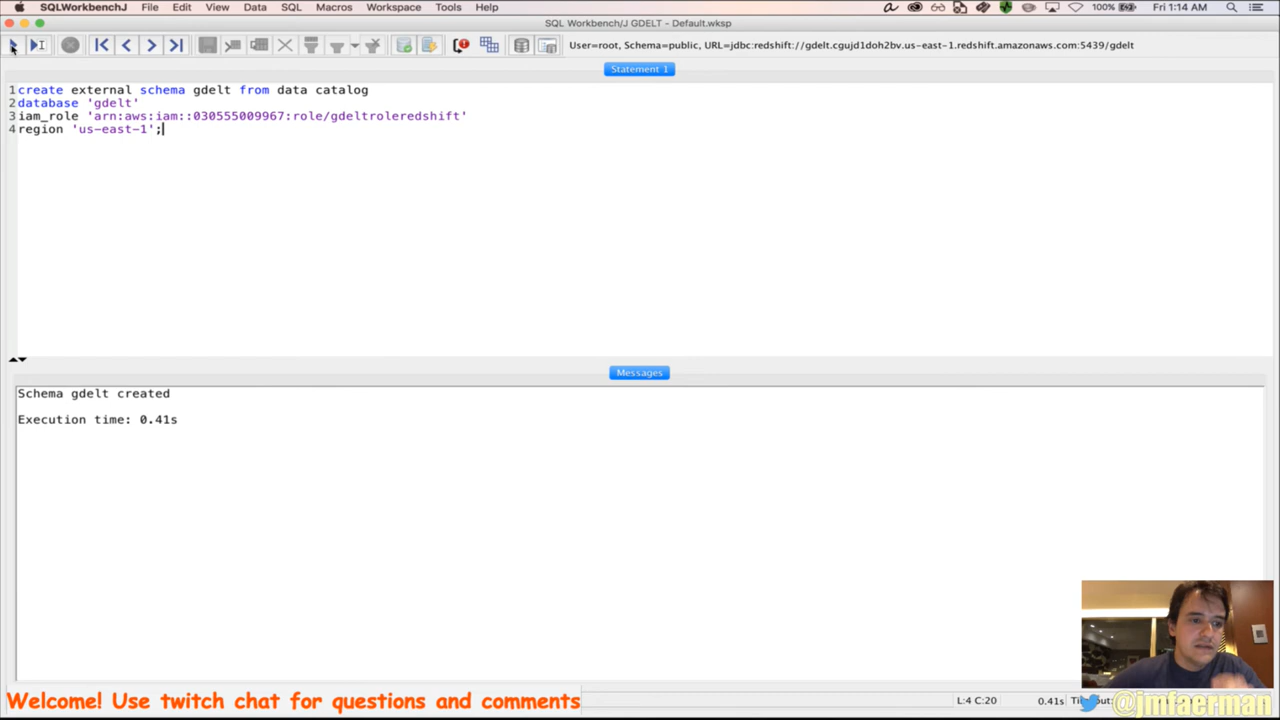 SQLWorkbenchJ File Edit View Data SQL Macros Workspace Tools Help 100% Fri 1:14 AM
SQL Workbench/J GDELT - Default.wksp
User=root, Schema=public, URL=jdbc:redshift://gdelt.cgujd1doh2bv.us-east-1.redshift.amazonaws.com:5439/gdelt
Statement 1
1create external schema gdelt from data catalog
2database 'gdelt'
3iam_role 'arn:aws:iam::030555009967:role/gdeltroleredshift'
4region 'us-east-1';
Messages
Schema gdelt created
Execution time: 0.41s
Welcome! Use twitch chat for questions and comments
L:4 C:20 0.41s
@jmfaerman